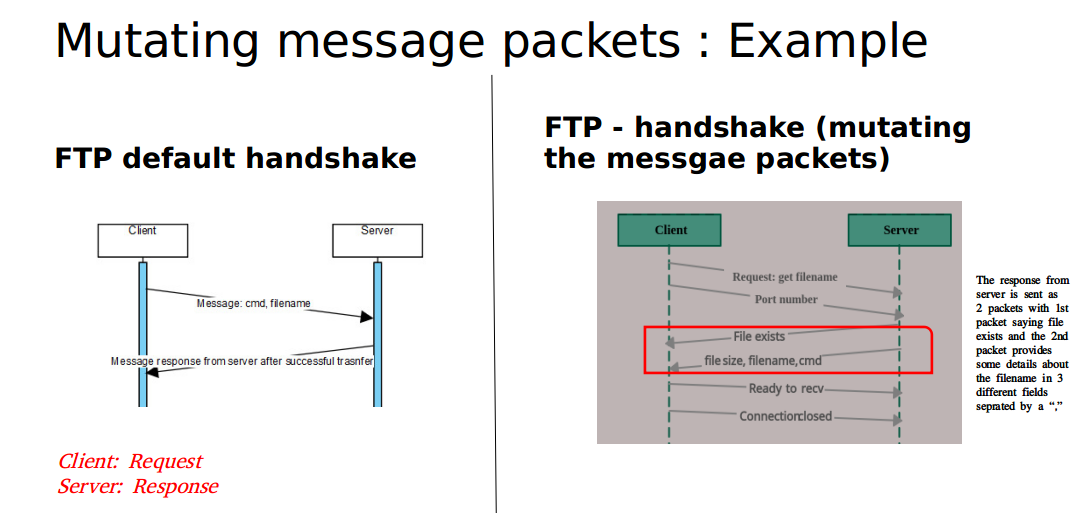 Mutating message packets : Example
FTP default handshake
Client
Server
Message: cmd, filename
Message response from server after successful trasnfer
Client: Request
Server: Response
FTP - handshake (mutating
the messgae packets)
Client
Server
Request: get filename
Port number
File exists
file size, filename,cmd
Ready to recv
Connectionclosed
The response from
server is sent as
2 packets with 1st
packet saying file
exists and the 2nd
packet provides
some details about
the filename in 3
different fields
seprated by a “,”